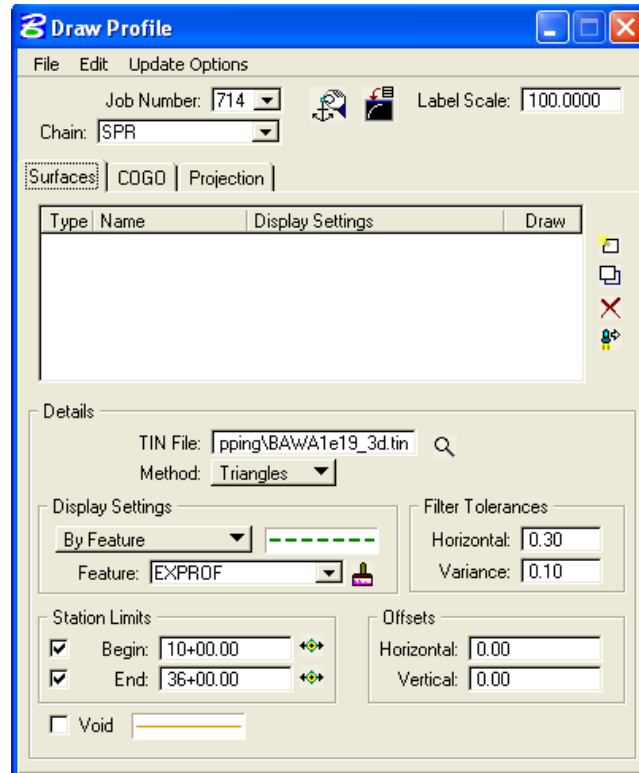 Draw Profile
File Edit Update Options
Job Number: 714 Label Scale: 100.0000
Chain: SPR
Surfaces COGO Projection
Type Name Display Settings Draw
Details
TIN File: pping\BAWA1e19_3d.tin
Method: Triangles
Display Settings Filter Tolerances
By Feature Horizontal: 0.30
Feature: EXPROF Variance: 0.10
Station Limits Offsets
Begin: 10+00.00 Horizontal: 0.00
End: 36+00.00 Vertical: 0.00
Void